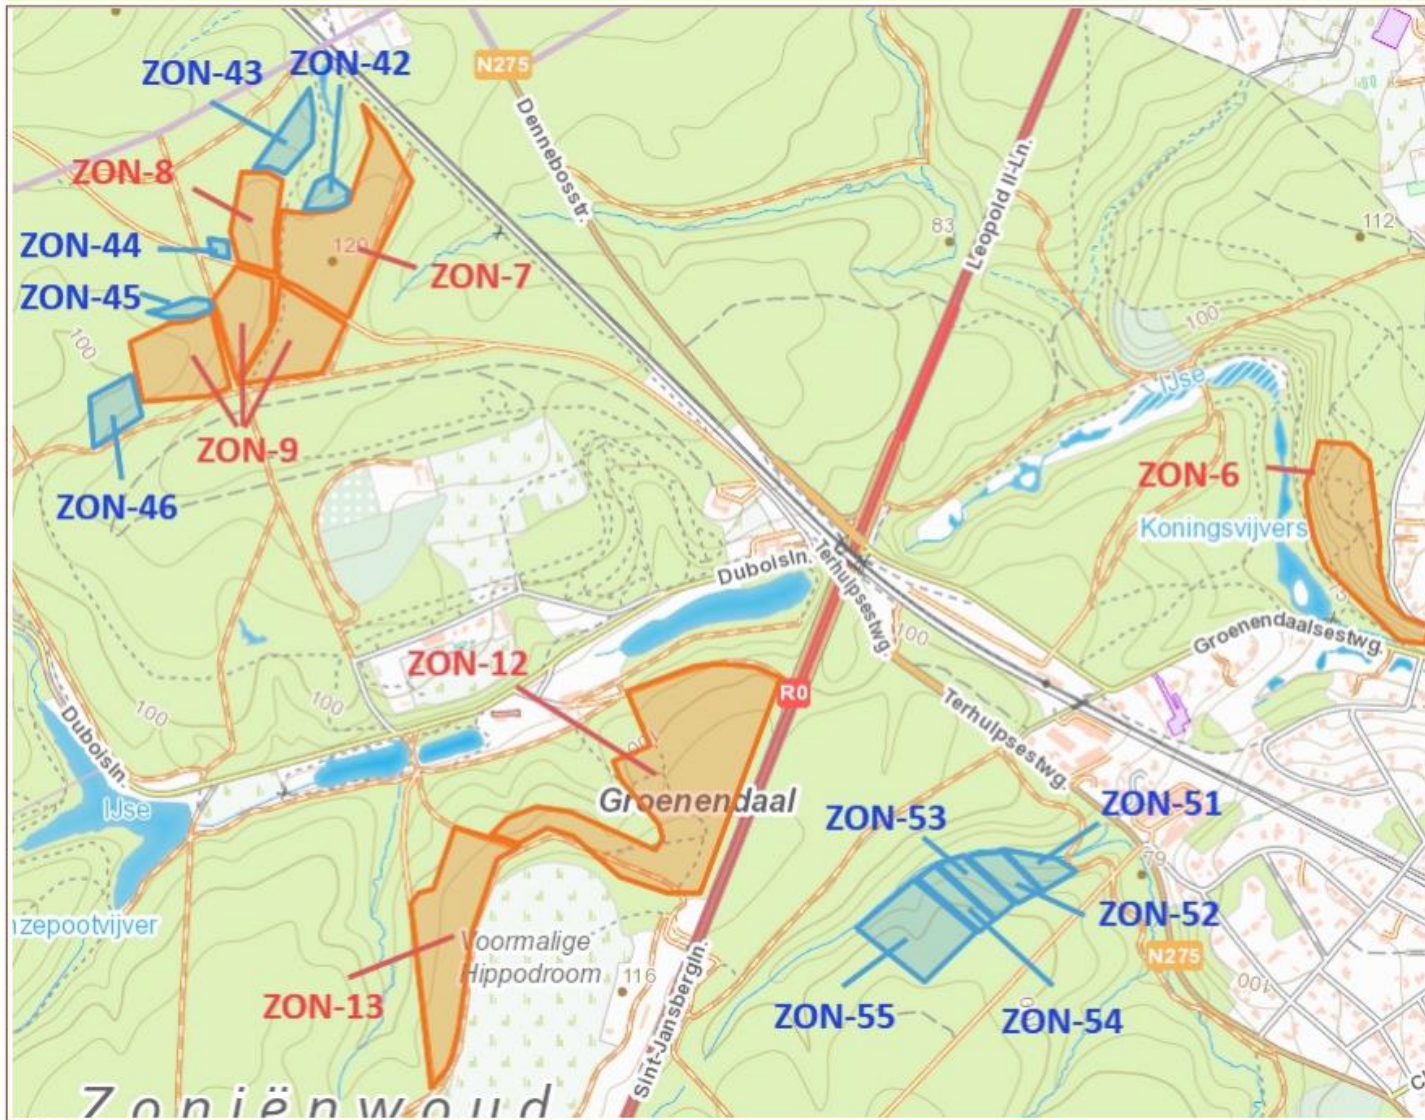 ZON-43
ZON-42
N275
Dennebosstr.
Leopold II-Ln.
ZON-8
ZON-44
120
83
112
ZON-7
ZON-45
100
100
IJse
ZON-9
ZON-46
ZON-6
Koningsvijvers
DuboisIn.
Terhulpsestwg.
100
Groenendaalsestwg.
ZON-12
R0
100
100
Duboisln.
IJse
Terhulpsestwg.
Groenendaal
ZON-53
ZON-51
79
ZON-52
nzepootvijver
Voormalige
Hippodroom
116
N275
100
ZON-13
Sint-Jansbergln.
ZON-55
ZON-54
Zoniënwoud